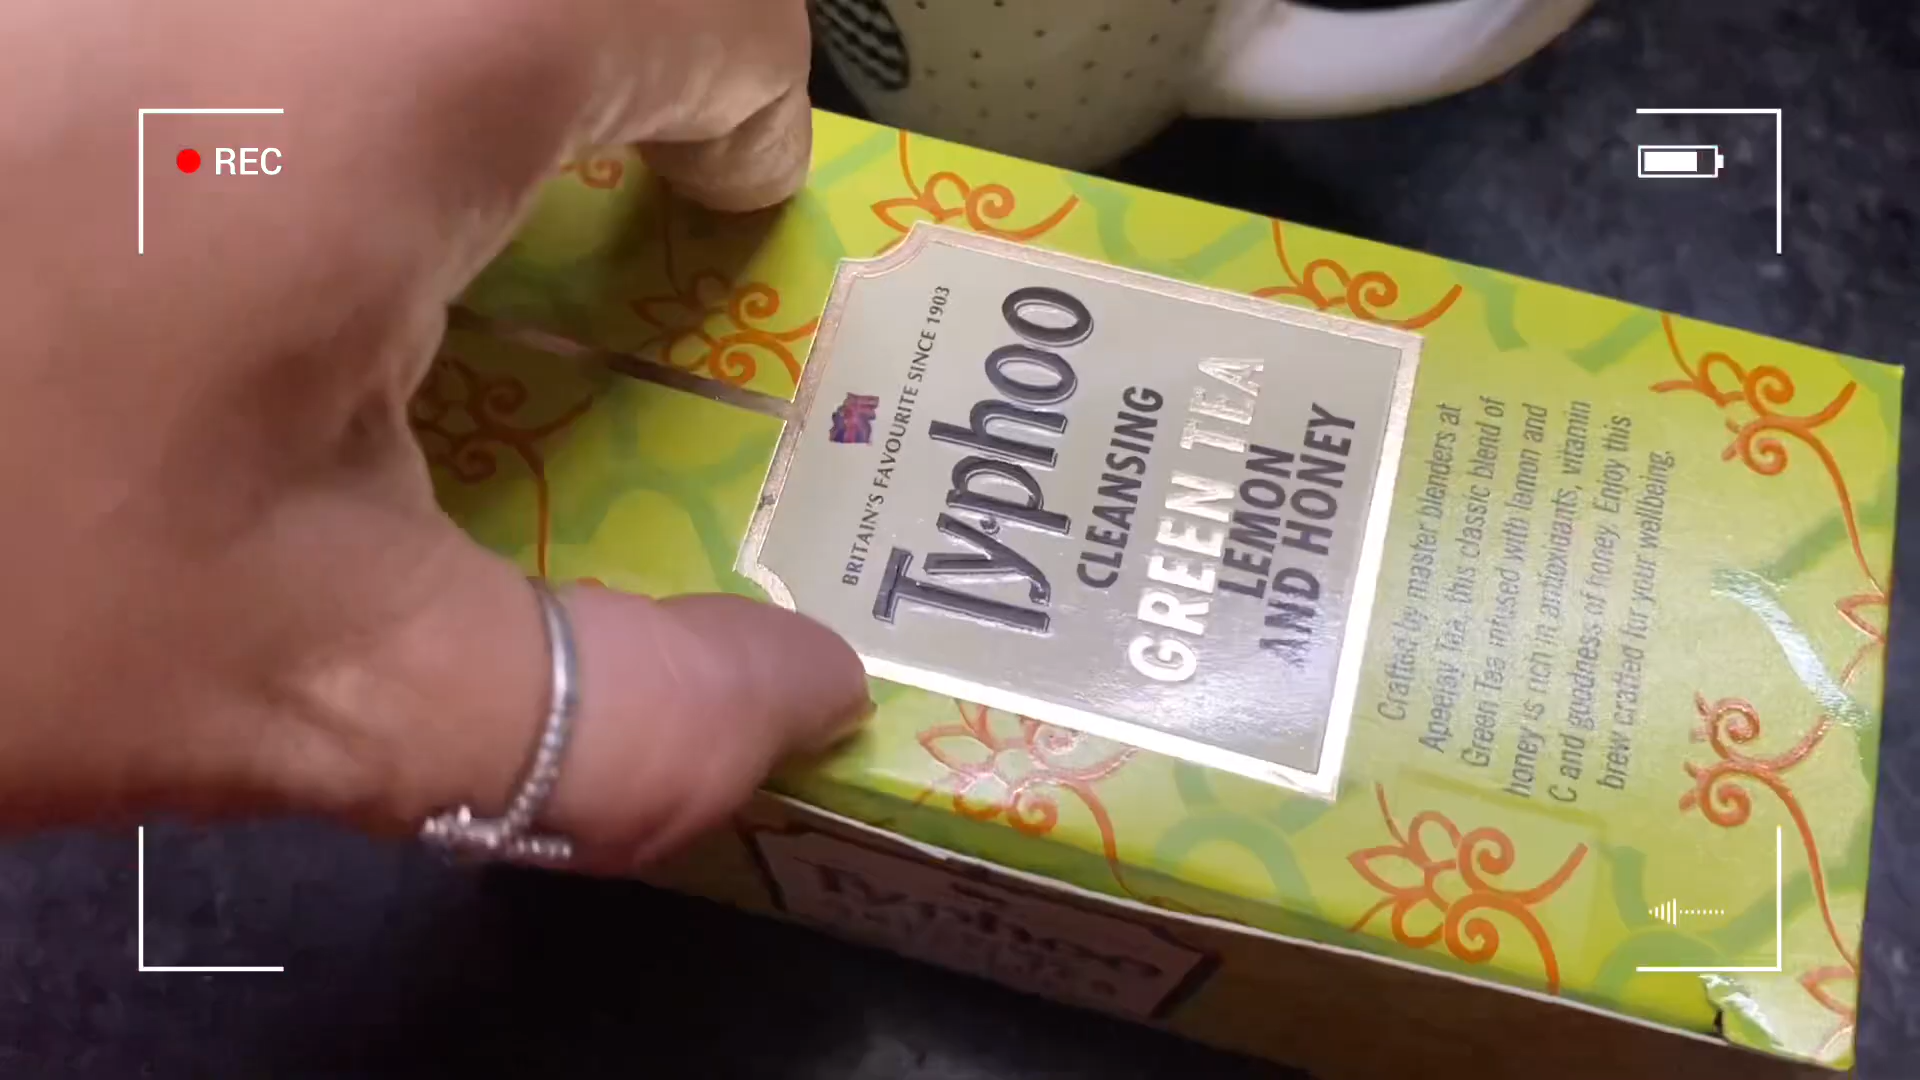 REC
BRITAIN'S FAVOURITE SINCE 1903
Typhoo
CLEANSING
GREEN TEA
LEMON
AND HONEY
Crafted by master blenders at
Apeejay Tea, this classic blend of
Green Tea infused with lemon and
honey is rich in antioxidants, vitamin
C and goodness of honey. Enjoy this
brew crafted for your wellbeing.
Typhoo